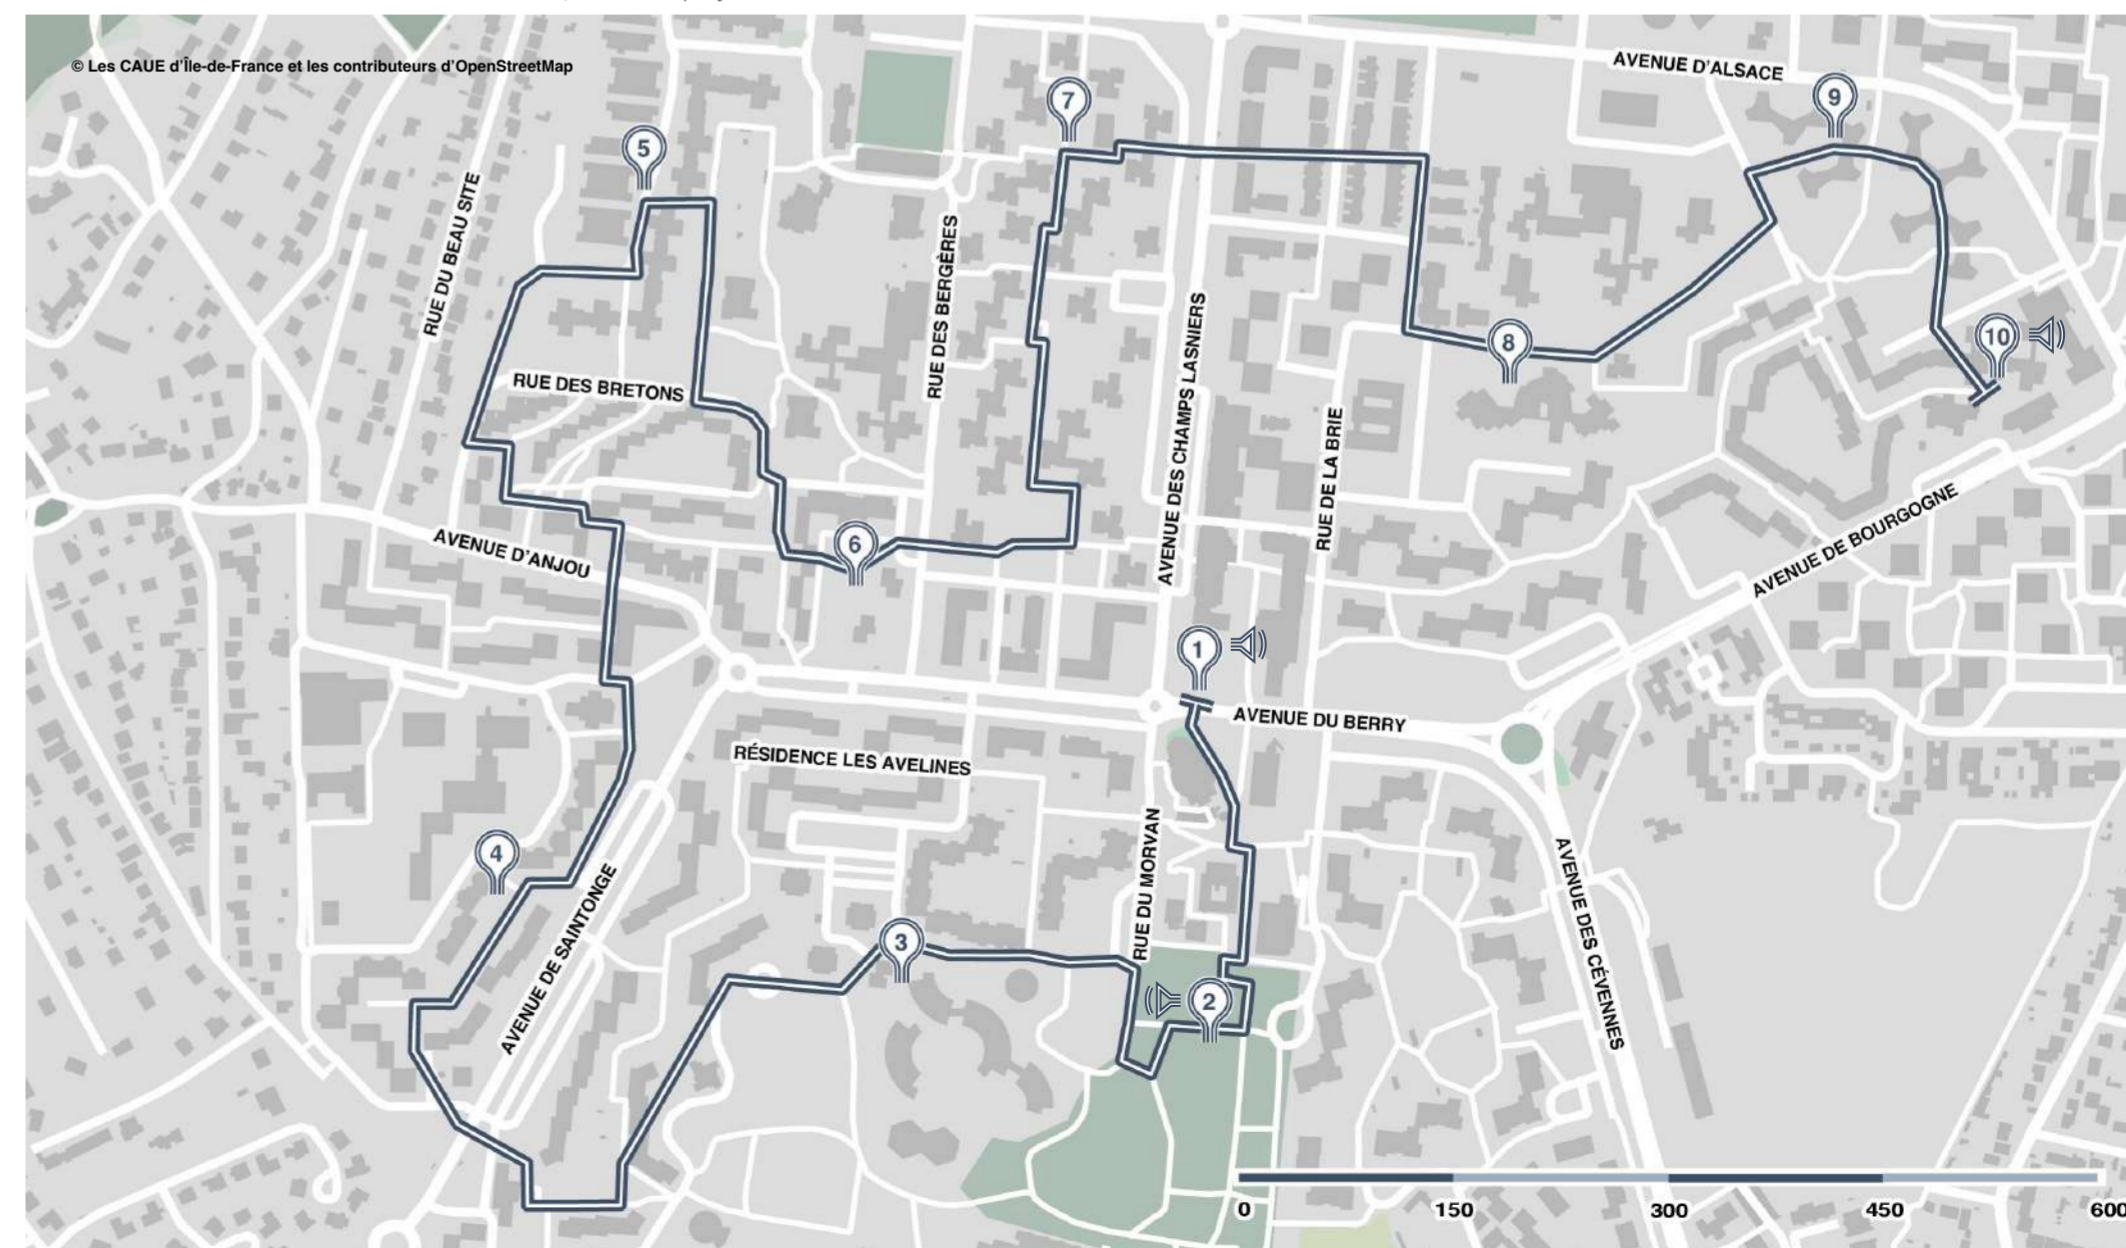 © Les CAUE d'Île-de-France et les contributeurs d'OpenStreetMap
AVENUE D'ALSACE
7
9
5
RUE DU BEAU SITE
RUE DES BERGÈRES
AVENUE DES CHAMPS LASNIERS
10
8
RUE DES BRETONS
RUE DE LA BRIE
AVENUE D'ANJOU
6
AVENUE DE BOURGOGNE
1
AVENUE DU BERRY
RÉSIDENCE LES AVELINES
RUE DU MORVAN
4
AVENUE DE SAINTONGE
AVENUE DES CÉVENNES
3
2
0 150 300 450 600